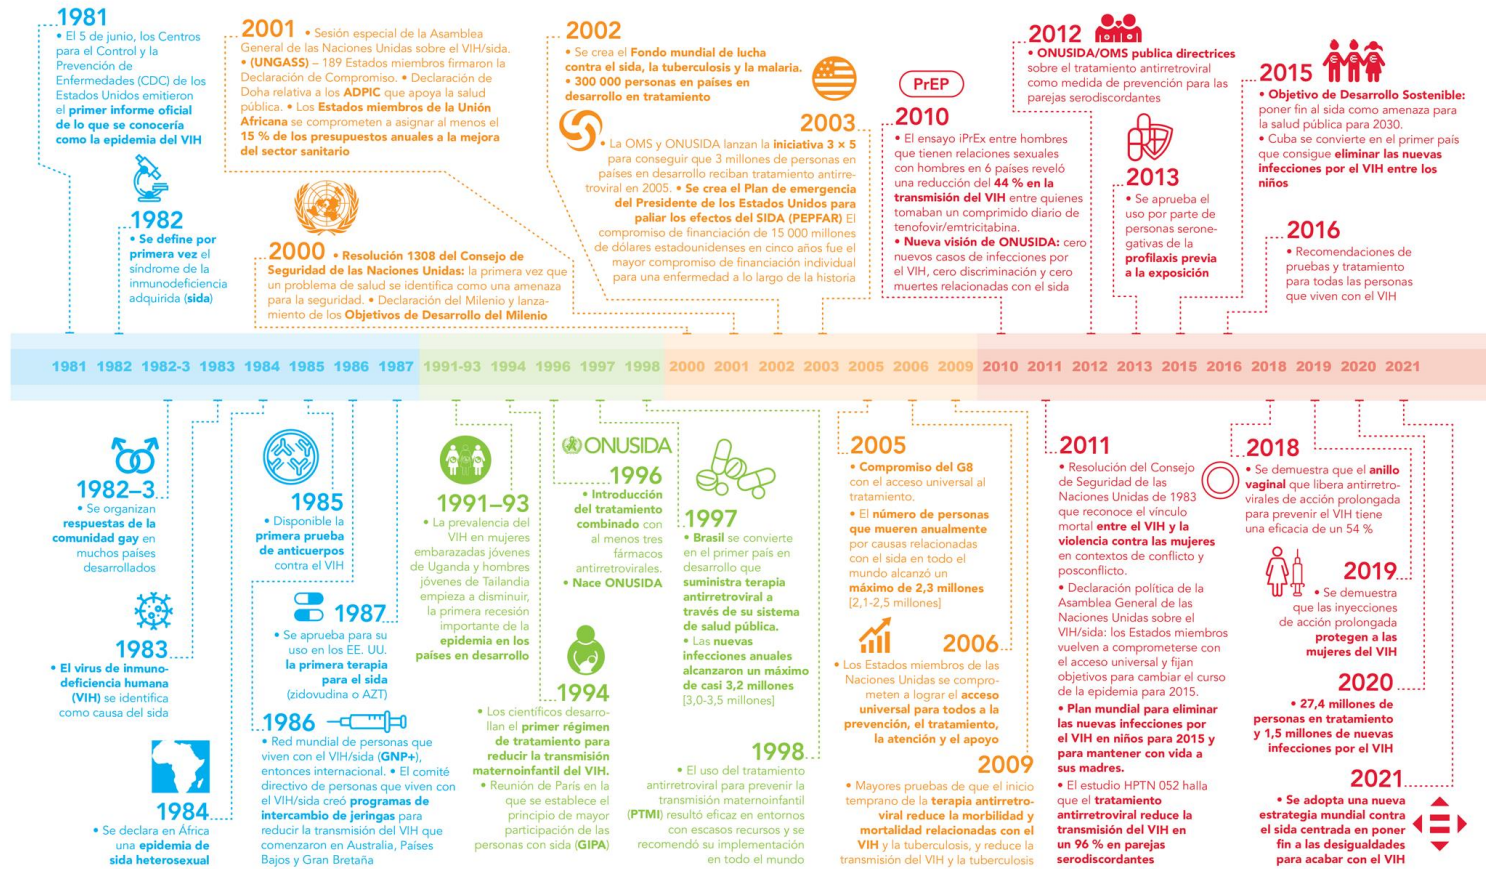 1981
• El 5 de junio, los Centros
para el Control y la
Prevención de
Enfermedades (CDC) de los
Estados Unidos emitieron
el primer informe oficial
de lo que se conocería
como la epidemia del VIH
1982
• Se define por
primera vez el
síndrome de la
inmunodeficiencia
adquirida (sida)
2001 • Sesión especial de la Asamblea
General de las Naciones Unidas sobre el VIH/sida.
• (UNGASS) – 189 Estados miembros firmaron la
Declaración de Compromiso. • Declaración de
Doha relativa a los ADPIC que apoya la salud
pública. • Los Estados miembros de la Unión
Africana se comprometen a asignar al menos el
15 % de los presupuestos anuales a la mejora
del sector sanitario
2000 • Resolución 1308 del Consejo de
Seguridad de las Naciones Unidas: la primera vez que
un problema de salud se identifica como una amenaza
para la seguridad. • Declaración del Milenio y lanza-
miento de los Objetivos de Desarrollo del Milenio
2002
• Se crea el Fondo mundial de lucha
contra el sida, la tuberculosis y la malaria.
• 300 000 personas en países en
desarrollo en tratamiento
2003
• La OMS y ONUSIDA lanzan la iniciativa 3 × 5
para conseguir que 3 millones de personas en
países en desarrollo reciban tratamiento antirre-
troviral en 2005. • Se crea el Plan de emergencia
del Presidente de los Estados Unidos para
paliar los efectos del SIDA (PEPFAR) El
compromiso de financiación de 15 000 millones
de dólares estadounidenses en cinco años fue el
mayor compromiso de financiación individual
para una enfermedad a lo largo de la historia
PrEP
2010
• El ensayo iPrEx entre hombres
que tienen relaciones sexuales
con hombres en 6 países reveló
una reducción del 44 % en la
transmisión del VIH entre quienes
tomaban un comprimido diario de
tenofovir/emtricitabina.
• Nueva visión de ONUSIDA: cero
nuevos casos de infecciones por
el VIH, cero discriminación y cero
muertes relacionadas con el sida
2012
• ONUSIDA/OMS publica directrices
sobre el tratamiento antirretroviral
como medida de prevención para las
parejas serodiscordantes
2013
• Se aprueba el
uso por parte de
personas serone-
gativas de la
profilaxis previa
a la exposición
2015
• Objetivo de Desarrollo Sostenible:
poner fin al sida como amenaza para
la salud pública para 2030.
• Cuba se convierte en el primer país
que consigue eliminar las nuevas
infecciones por el VIH entre los
niños
2016
• Recomendaciones de
pruebas y tratamiento
para todas las personas
que viven con el VIH
1981 1982 1982-3 1983 1984 1985 1986 1987 1991-93 1994 1996 1997 1998 2000 2001 2002 2003 2005 2006 2009 2010 2011 2012 2013 2015 2016 2018 2019 2020 2021
1982–3
• Se organizan
respuestas de la
comunidad gay en
muchos países
desarrollados
1983
• El virus de inmuno-
deficiencia humana
(VIH) se identifica
como causa del sida
1984
• Se declara en África
una epidemia de
sida heterosexual
1985
• Disponible la
primera prueba
de anticuerpos
contra el VIH
1987
• Se aprueba para su
uso en los EE. UU.
la primera terapia
para el sida
(zidovudina o AZT)
1986
• Red mundial de personas que
viven con el VIH/sida (GNP+),
entonces internacional. • El comité
directivo de personas que viven con
el VIH/sida creó programas de
intercambio de jeringas para
reducir la transmisión del VIH que
comenzaron en Australia, Países
Bajos y Gran Bretaña
1991–93
• La prevalencia del
VIH en mujeres
embarazadas jóvenes
de Uganda y hombres
jóvenes de Tailandia
empieza a disminuir,
la primera recesión
importante de la
epidemia en los
países en desarrollo
1994
• Los científicos desarro-
llan el primer régimen
de tratamiento para
reducir la transmisión
maternoinfantil del VIH.
• Reunión de París en la
que se establece el
principio de mayor
participación de las
personas con sida (GIPA)
ONUSIDA
1996
• Introducción
del tratamiento
combinado con
al menos tres
fármacos
antirretrovirales.
• Nace ONUSIDA
1997
• Brasil se convierte
en el primer país en
desarrollo que
suministra terapia
antirretroviral a
través de su sistema
de salud pública.
• Las nuevas
infecciones anuales
alcanzaron un máximo
de casi 3,2 millones
[3,0-3,5 millones]
1998
• El uso del tratamiento
antirretroviral para prevenir la
transmisión maternoinfantil
(PTMI) resultó eficaz en entornos
con escasos recursos y se
recomendó su implementación
en todo el mundo
2005
• Compromiso del G8
con el acceso universal al
tratamiento.
• El número de personas
que mueren anualmente
por causas relacionadas
con el sida en todo el
mundo alcanzó un
máximo de 2,3 millones
[2,1-2,5 millones]
2006
• Los Estados miembros de las
Naciones Unidas se compro-
meten a lograr el acceso
universal para todos a la
prevención, el tratamiento,
la atención y el apoyo
2009
• Mayores pruebas de que el inicio
temprano de la terapia antirretro-
viral reduce la morbilidad y
mortalidad relacionadas con el
VIH y la tuberculosis, y reduce la
transmisión del VIH y la tuberculosis
2011
• Resolución del Consejo
de Seguridad de las
Naciones Unidas de 1983
que reconoce el vínculo
mortal entre el VIH y la
violencia contra las mujeres
en contextos de conflicto y
posconflicto.
• Declaración política de la
Asamblea General de las
Naciones Unidas sobre el
VIH/sida: los Estados miembros
vuelven a comprometerse con
el acceso universal y fijan
objetivos para cambiar el curso
de la epidemia para 2015.
• Plan mundial para eliminar
las nuevas infecciones por
el VIH en niños para 2015 y
para mantener con vida a
sus madres.
• El estudio HPTN 052 halla
que el tratamiento
antirretroviral reduce la
transmisión del VIH en
un 96 % en parejas
serodiscordantes
2018
• Se demuestra que el anillo
vaginal que libera antirretro-
virales de acción prolongada
para prevenir el VIH tiene
una eficacia de un 54 %
2019
• Se demuestra
que las inyecciones
de acción prolongada
protegen a las
mujeres del VIH
2020
• 27,4 millones de
personas en tratamiento
y 1,5 millones de nuevas
infecciones por el VIH
2021
• Se adopta una nueva
estrategia mundial contra
el sida centrada en poner
fin a las desigualdades
para acabar con el VIH